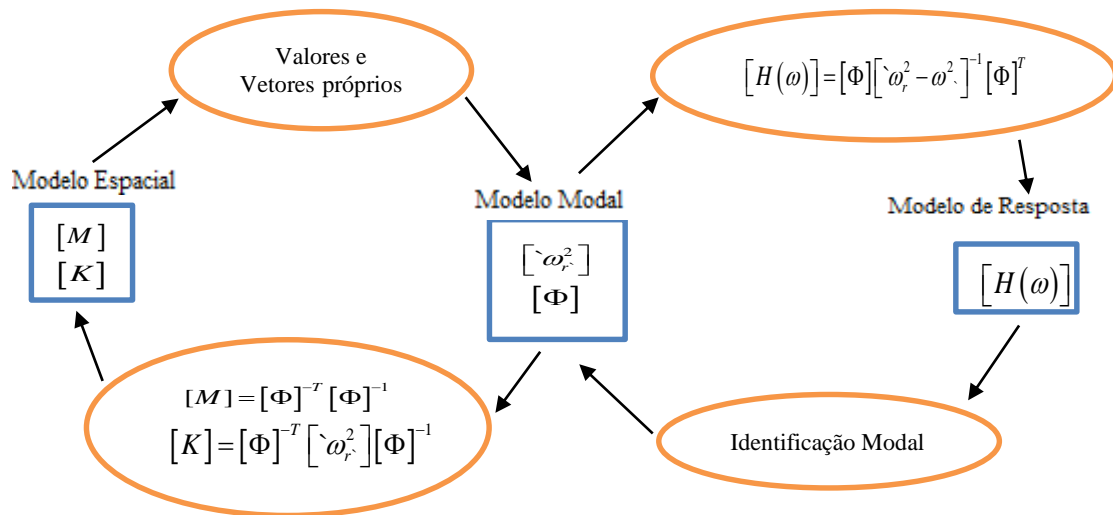 Valores e
Vetores próprios
[H(ω)] = [Φ][`ω_r^2 − ω^2`]^{-1}[Φ]^T
Modelo Espacial
[M]
[K]
Modelo Modal
[`ω_r^2`]
[Φ]
Modelo de Resposta
[H(ω)]
[M] = [Φ]^{-T} [Φ]^{-1}
[K] = [Φ]^{-T} [`ω_r^2`][Φ]^{-1}
Identificação Modal